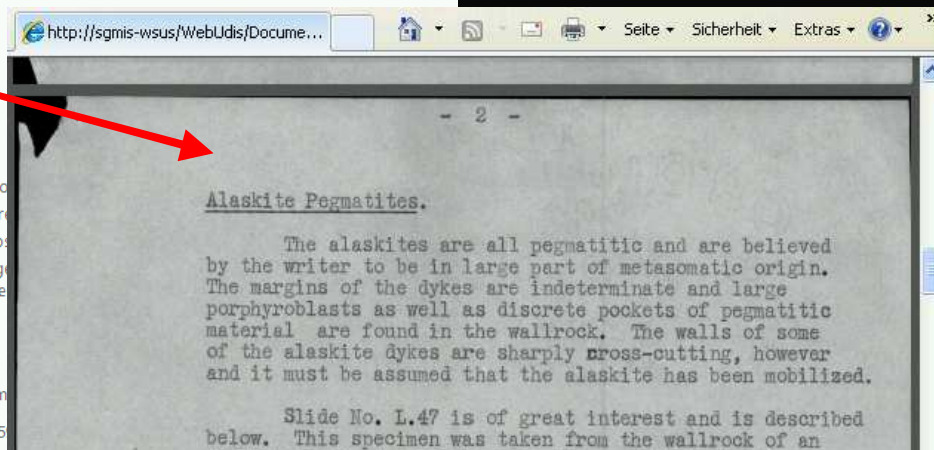 http://sgmis-wsus/WebUdis/Docume...
Seite Sicherheit Extras
- 2 -
Alaskite Pegmatites.
The alaskites are all pegmatitic and are believed
by the writer to be in large part of metasomatic origin.
The margins of the dykes are indeterminate and large
porphyroblasts as well as discrete pockets of pegmatitic
material are found in the wallrock. The walls of some
of the alaskite dykes are sharply cross-cutting, however
and it must be assumed that the alaskite has been mobilized.
Slide No. L.47 is of great interest and is described
below. This specimen was taken from the wallrock of an